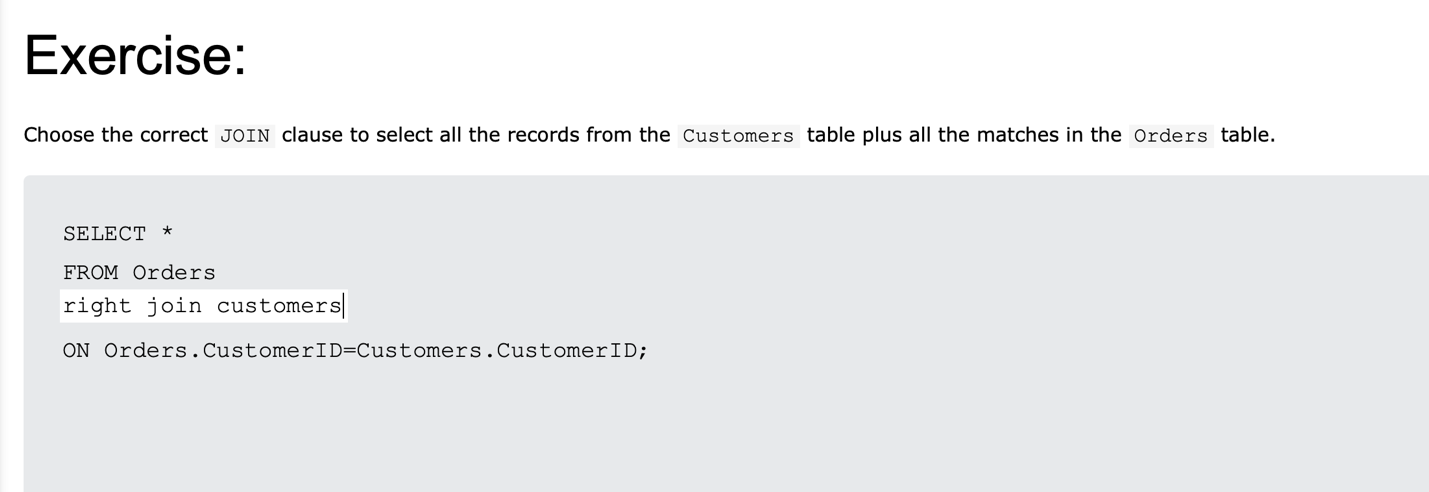 Exercise:
Choose the correct JOIN clause to select all the records from the Customers table plus all the matches in the Orders table.
SELECT *
FROM Orders
right join customers
ON Orders.CustomerID=Customers.CustomerID;